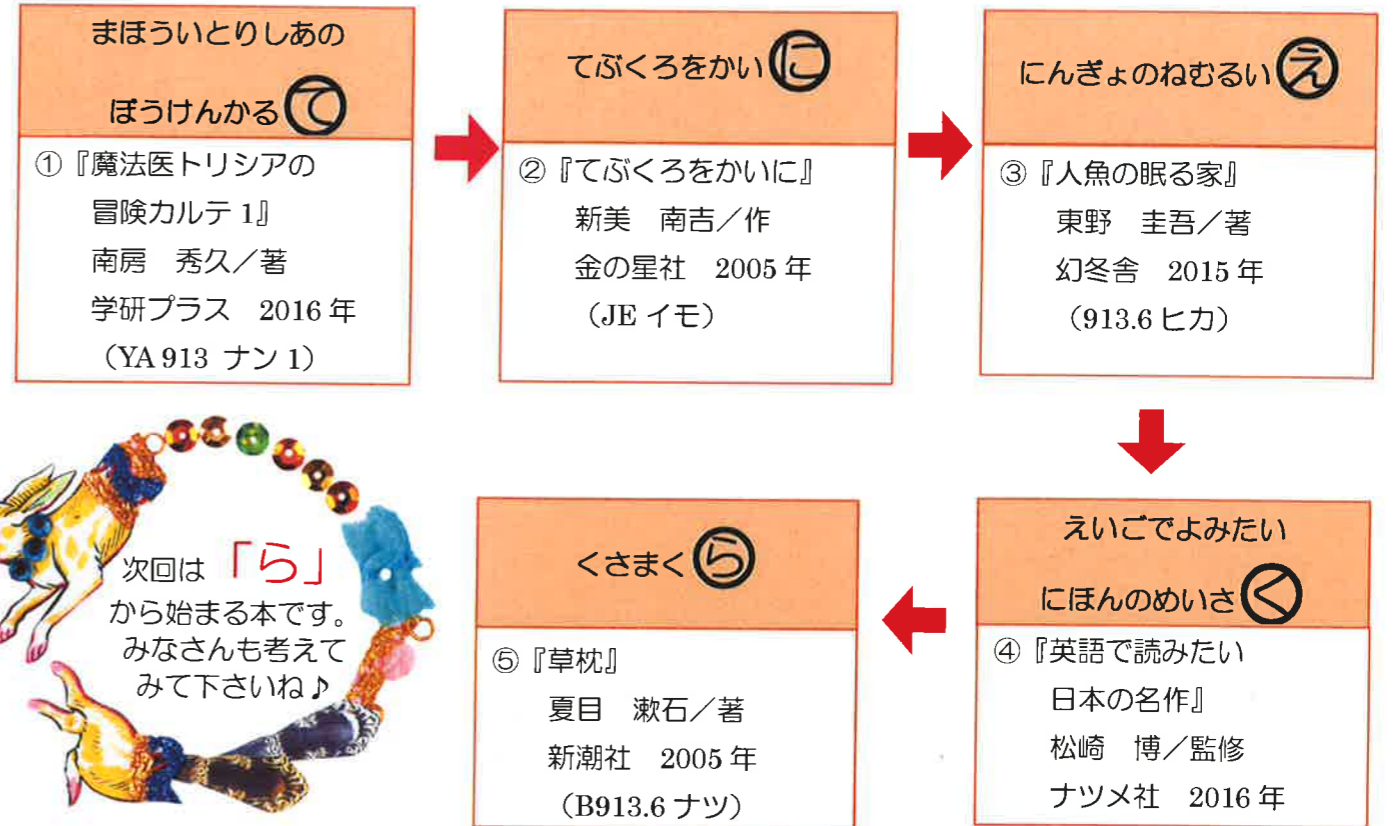 まほういとりしあの
ぼうけんかるて
①『魔法医トリシアの
冒険カルテ 1』
南房 秀久／著
学研プラス 2016 年
（YA 913 ナン 1）
てぶくろをかいに
②『てぶくろをかいに』
新美 南吉／作
金の星社 2005 年
（JE イモ）
にんぎょのねむるいえ
③『人魚の眠る家』
東野 圭吾／著
幻冬舎 2015 年
（913.6 ヒカ）
えいごでよみたい
にほんのめいさく
④『英語で読みたい
日本の名作』
松崎 博／監修
ナツメ社 2016 年
くさまくら
⑤『草枕』
夏目 漱石／著
新潮社 2005 年
（B913.6 ナツ）
次回は「ら」
から始まる本です。
みなさんも考えて
みて下さいね♪